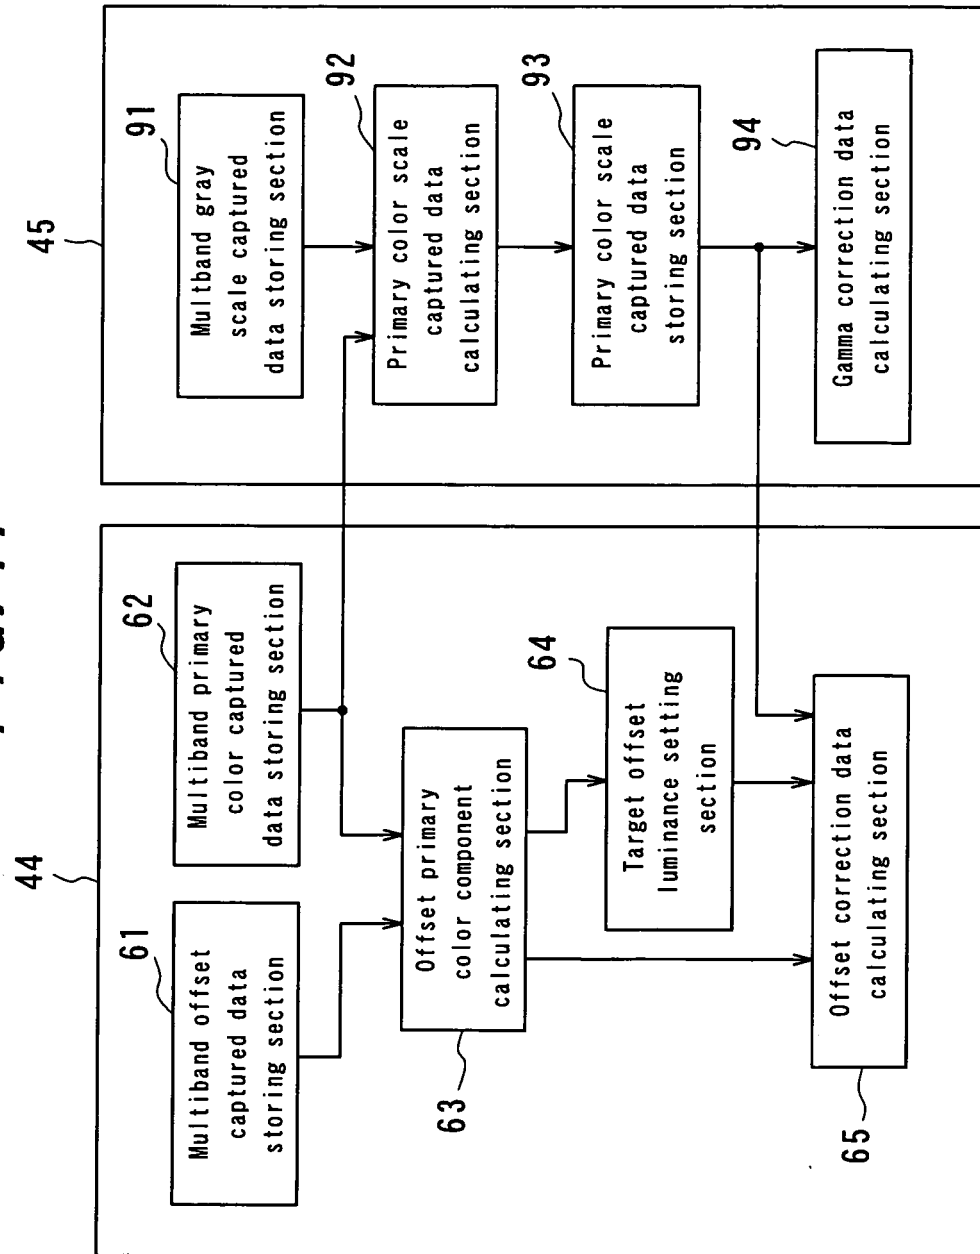 44
61
Multiband offset
captured data
storing section
62
Multiband primary
color captured
data storing section
Offset primary
color component
calculating section
63
64
Target offset
luminance setting
section
Offset correction data
calculating section
65
45
91
Multband gray
scale captured
data storing section
92
Primary color scale
captured data
calculating section
93
Primary color scale
captured data
storing section
94
Gamma correction data
calculating section